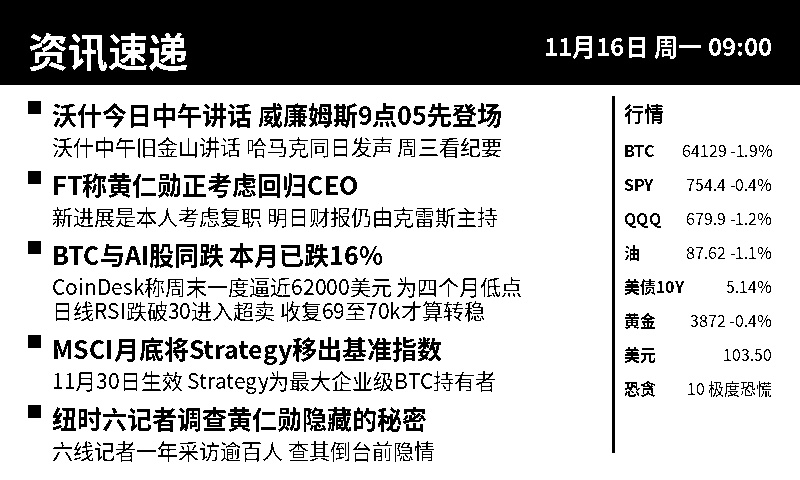 资讯速递
11月16日 周一 09:00
沃什今日中午讲话 威廉姆斯9点05先登场
沃什中午旧金山讲话 哈马克同日发声 周三看纪要
FT称黄仁勋正考虑回归CEO
新进展是本人考虑复职 明日财报仍由克雷斯主持
BTC与AI股同跌 本月已跌16%
CoinDesk称周末一度逼近62000美元 为四个月低点
日线RSI跌破30进入超卖 收复69至70k才算转稳
MSCI月底将Strategy移出基准指数
11月30日生效 Strategy为最大企业级BTC持有者
纽时六记者调查黄仁勋隐藏的秘密
六线记者一年采访逾百人 查其倒台前隐情
行情
BTC 64129 -1.9%
SPY 754.4 -0.4%
QQQ 679.9 -1.2%
油 87.62 -1.1%
美债10Y 5.14%
黄金 3872 -0.4%
美元 103.50
恐贪 10 极度恐慌